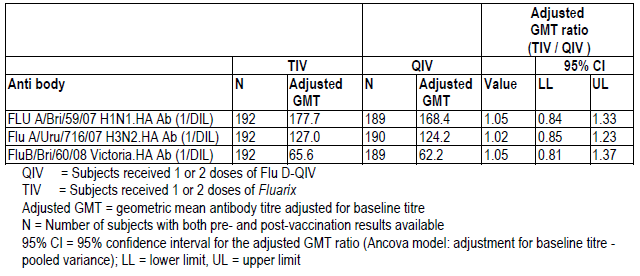 Adjusted
GMT ratio
(TIV / QIV )
TIV QIV 95% CI
Anti body N Adjusted GMT N Adjusted GMT Value LL UL
FLU A/Bri/59/07 H1N1.HA Ab (1/DIL) 192 177.7 189 168.4 1.05 0.84 1.33
Flu A/Uru/716/07 H3N2.HA Ab (1/DIL) 192 127.0 190 124.2 1.02 0.85 1.23
FluB/Bri/60/08 Victoria.HA Ab (1/DIL) 192 65.6 189 62.2 1.05 0.81 1.37
QIV = Subjects received 1 or 2 doses of Flu D-QIV
TIV = Subjects received 1 or 2 doses of Fluarix
Adjusted GMT = geometric mean antibody titre adjusted for baseline titre
N = Number of subjects with both pre- and post-vaccination results available
95% CI = 95% confidence interval for the adjusted GMT ratio (Ancova model: adjustment for baseline titre -
pooled variance); LL = lower limit, UL = upper limit